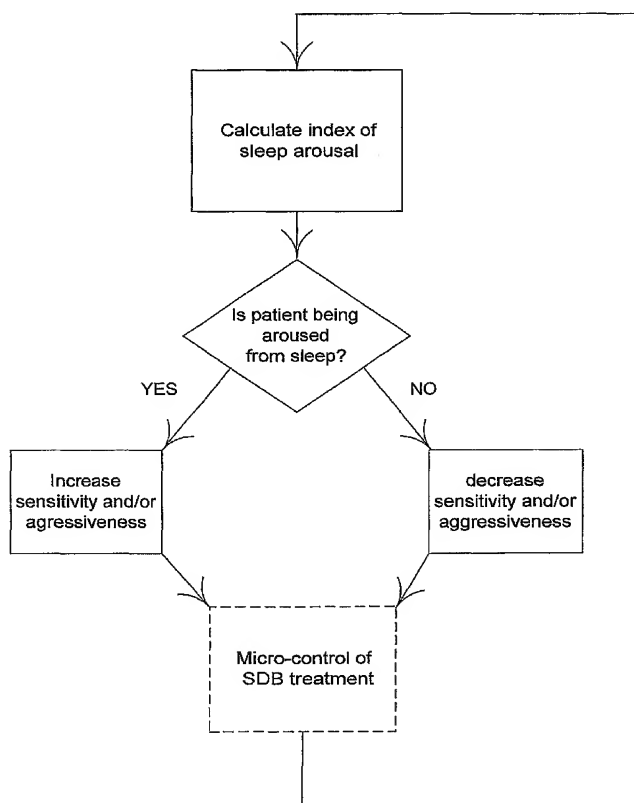 Calculate index of
sleep arousal
Is patient being
aroused
from sleep?
YES
NO
Increase
sensitivity and/or
agressiveness
decrease
sensitivity and/or
aggressiveness
Micro-control of
SDB treatment